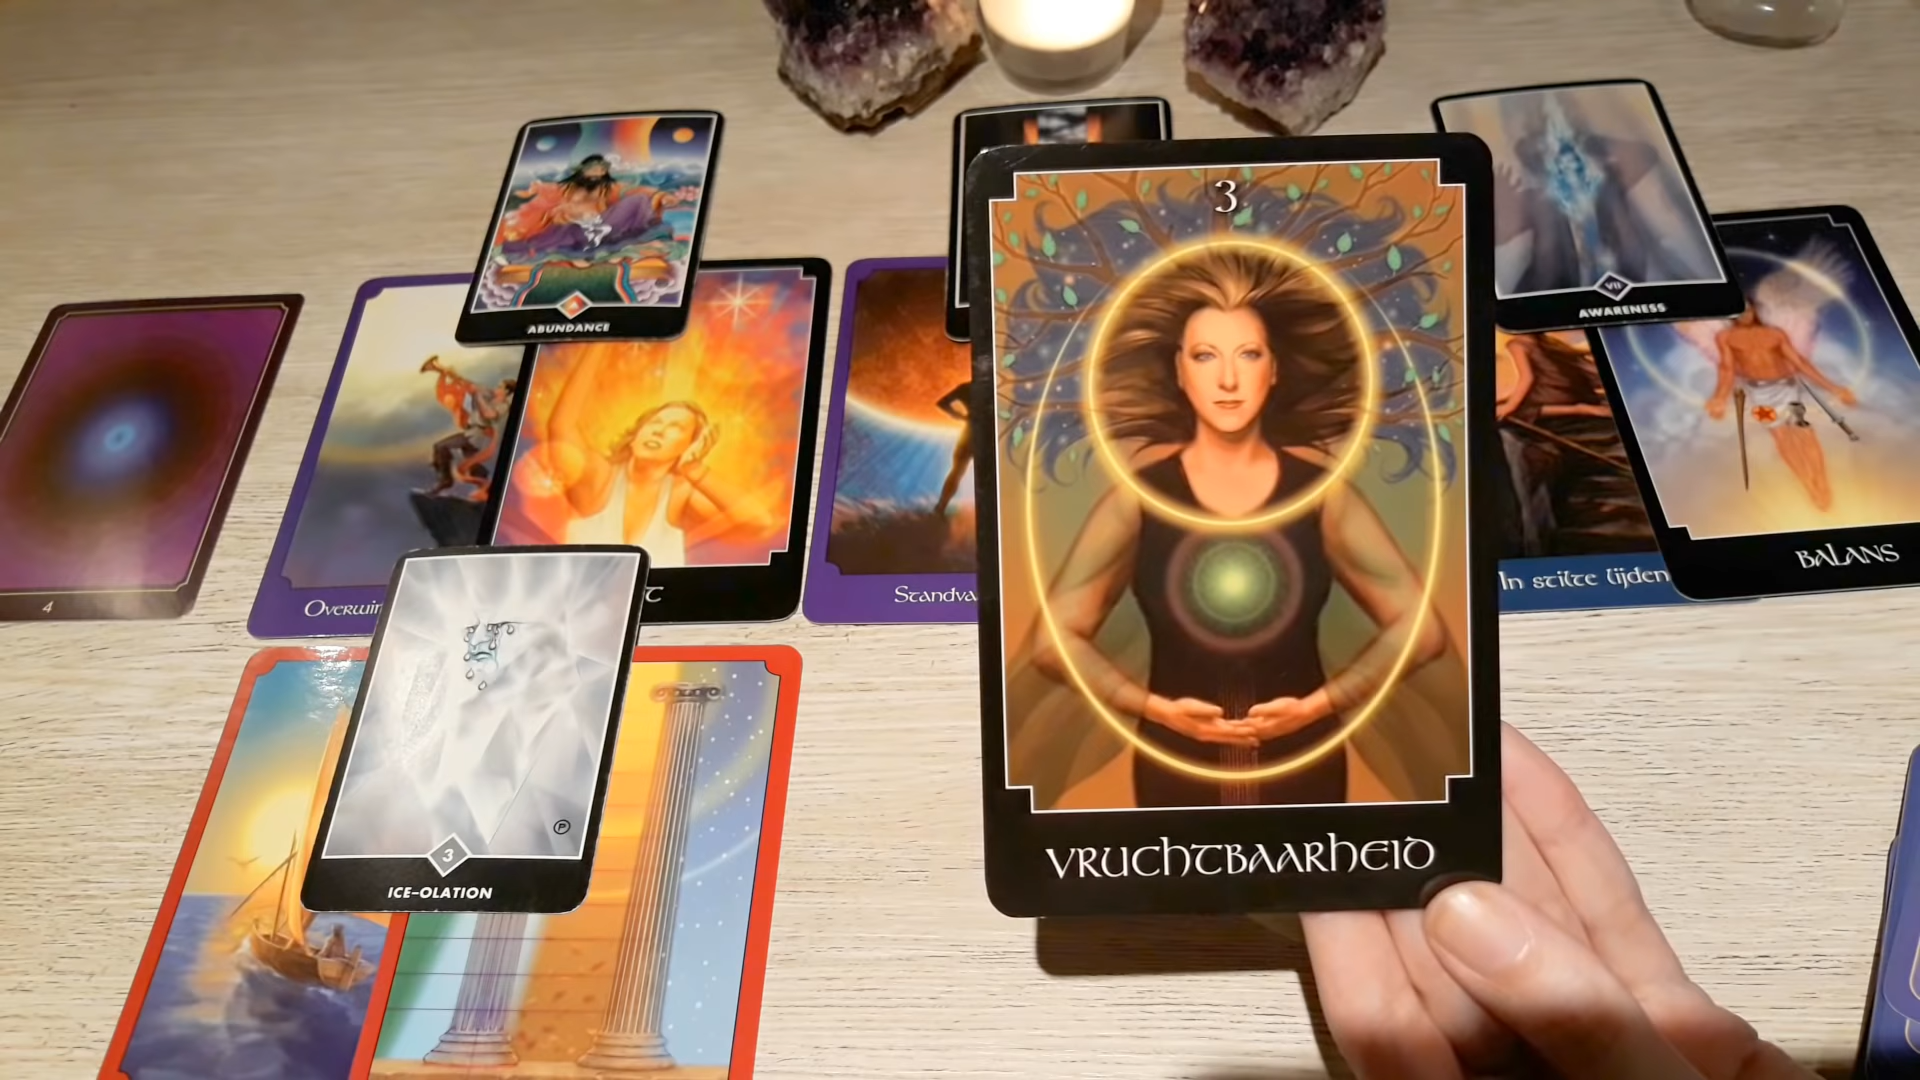 ABUNDANCE
VII
AWARENESS
3
4
BALANS
In stilte lijden
VRUCHTBAARHEID
3
P
ICE-OLATION